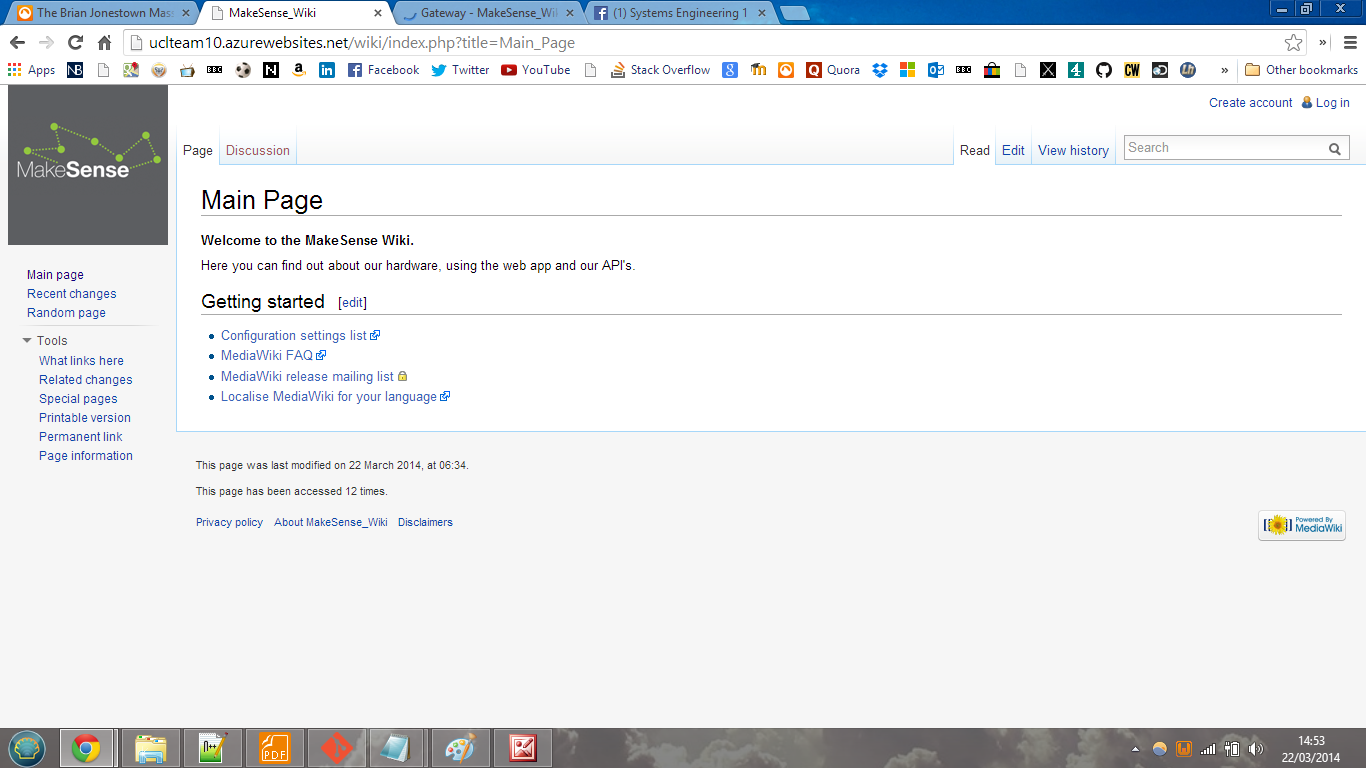 The Brian Jonestown Mas
MakeSense_Wiki
Gateway - MakeSense_Wi
(1) Systems Engineering 1
uclteam10.azurewebsites.net/wiki/index.php?title=Main_Page
Apps
NB
BBC
N
a
in
Facebook
Twitter
YouTube
Stack Overflow
g
Quora
BBC
X
4
CW
Other bookmarks
MakeSense
Create account Log in
Page Discussion Read Edit View history Search
Main Page
Welcome to the MakeSense Wiki.
Here you can find out about our hardware, using the web app and our API's.
Getting started [edit]
Configuration settings list
MediaWiki FAQ
MediaWiki release mailing list
Localise MediaWiki for your language
Main page
Recent changes
Random page
Tools
What links here
Related changes
Special pages
Printable version
Permanent link
Page information
This page was last modified on 22 March 2014, at 06:34.
This page has been accessed 12 times.
Privacy policy About MakeSense_Wiki Disclaimers
Powered By
MediaWiki
PDF
14:53
22/03/2014